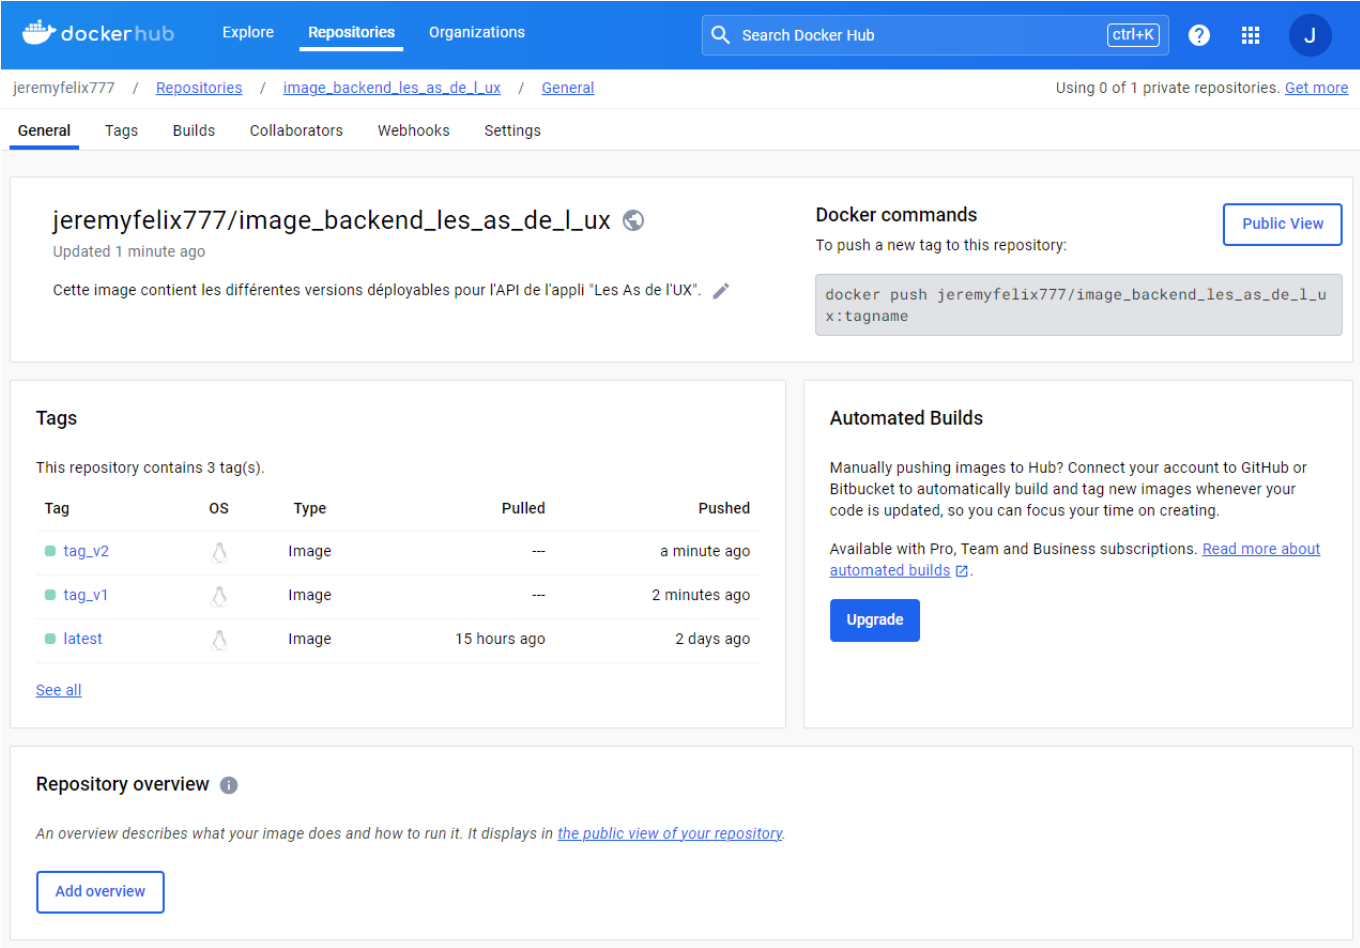 dockerhub Explore Repositories Organizations Search Docker Hub ctrl+K ? J
jeremyfelix777 / Repositories / image_backend_les_as_de_l_ux / General Using 0 of 1 private repositories. Get more
General Tags Builds Collaborators Webhooks Settings
jeremyfelix777/image_backend_les_as_de_l_ux
Updated 1 minute ago
Cette image contient les différentes versions déployables pour l'API de l'appli "Les As de l'UX".
Docker commands
Public View
To push a new tag to this repository:
docker push jeremyfelix777/image_backend_les_as_de_l_u
x:tagname
Tags
This repository contains 3 tag(s).
Tag OS Type Pulled Pushed
tag_v2 Image --- a minute ago
tag_v1 Image --- 2 minutes ago
latest Image 15 hours ago 2 days ago
See all
Automated Builds
Manually pushing images to Hub? Connect your account to GitHub or
Bitbucket to automatically build and tag new images whenever your
code is updated, so you can focus your time on creating.
Available with Pro, Team and Business subscriptions. Read more about
automated builds .
Upgrade
Repository overview i
An overview describes what your image does and how to run it. It displays in the public view of your repository.
Add overview